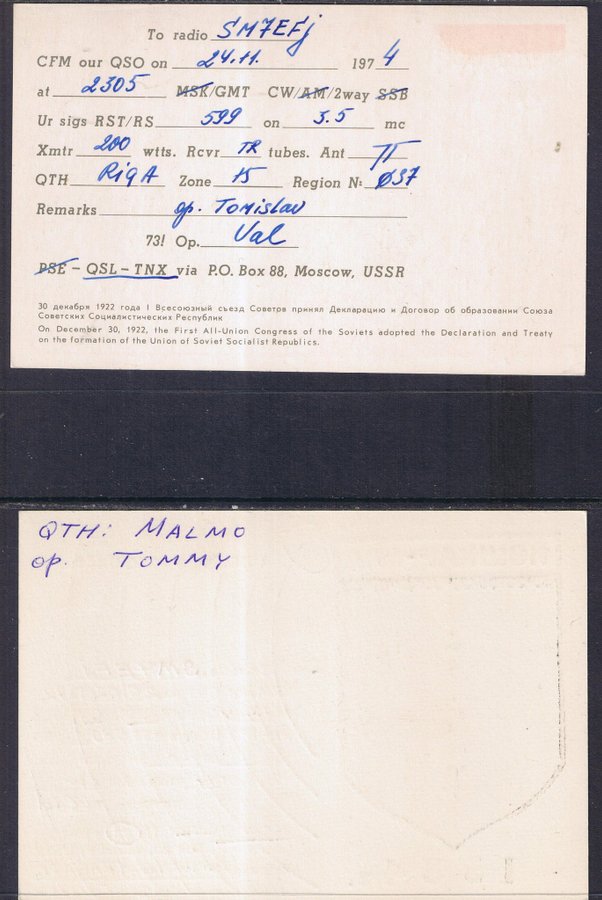 To radio SM7EFj
CFM our QSO on 24.11. 1974
at 2305 MSK/GMT CW/AM/2way SSB
Ur sigs RST/RS 599 on 3.5 mc
Xmtr 200 wtts. Rcvr TR tubes. Ant π
QTH RigA Zone 15 Region №: Ø37
Remarks op. Tomislav
73! Op. Val
PSE – QSL – TNX via P.O. Box 88, Moscow, USSR
30 декабря 1922 года I Всесоюзный съезд Советов принял Декларацию и Договор об образовании Союза
Советских Социалистических Республик
On December 30, 1922, the First All-Union Congress of the Soviets adopted the Declaration and Treaty
on the formation of the Union of Soviet Socialist Republics.
QTH: MALMO
op. TOMMY